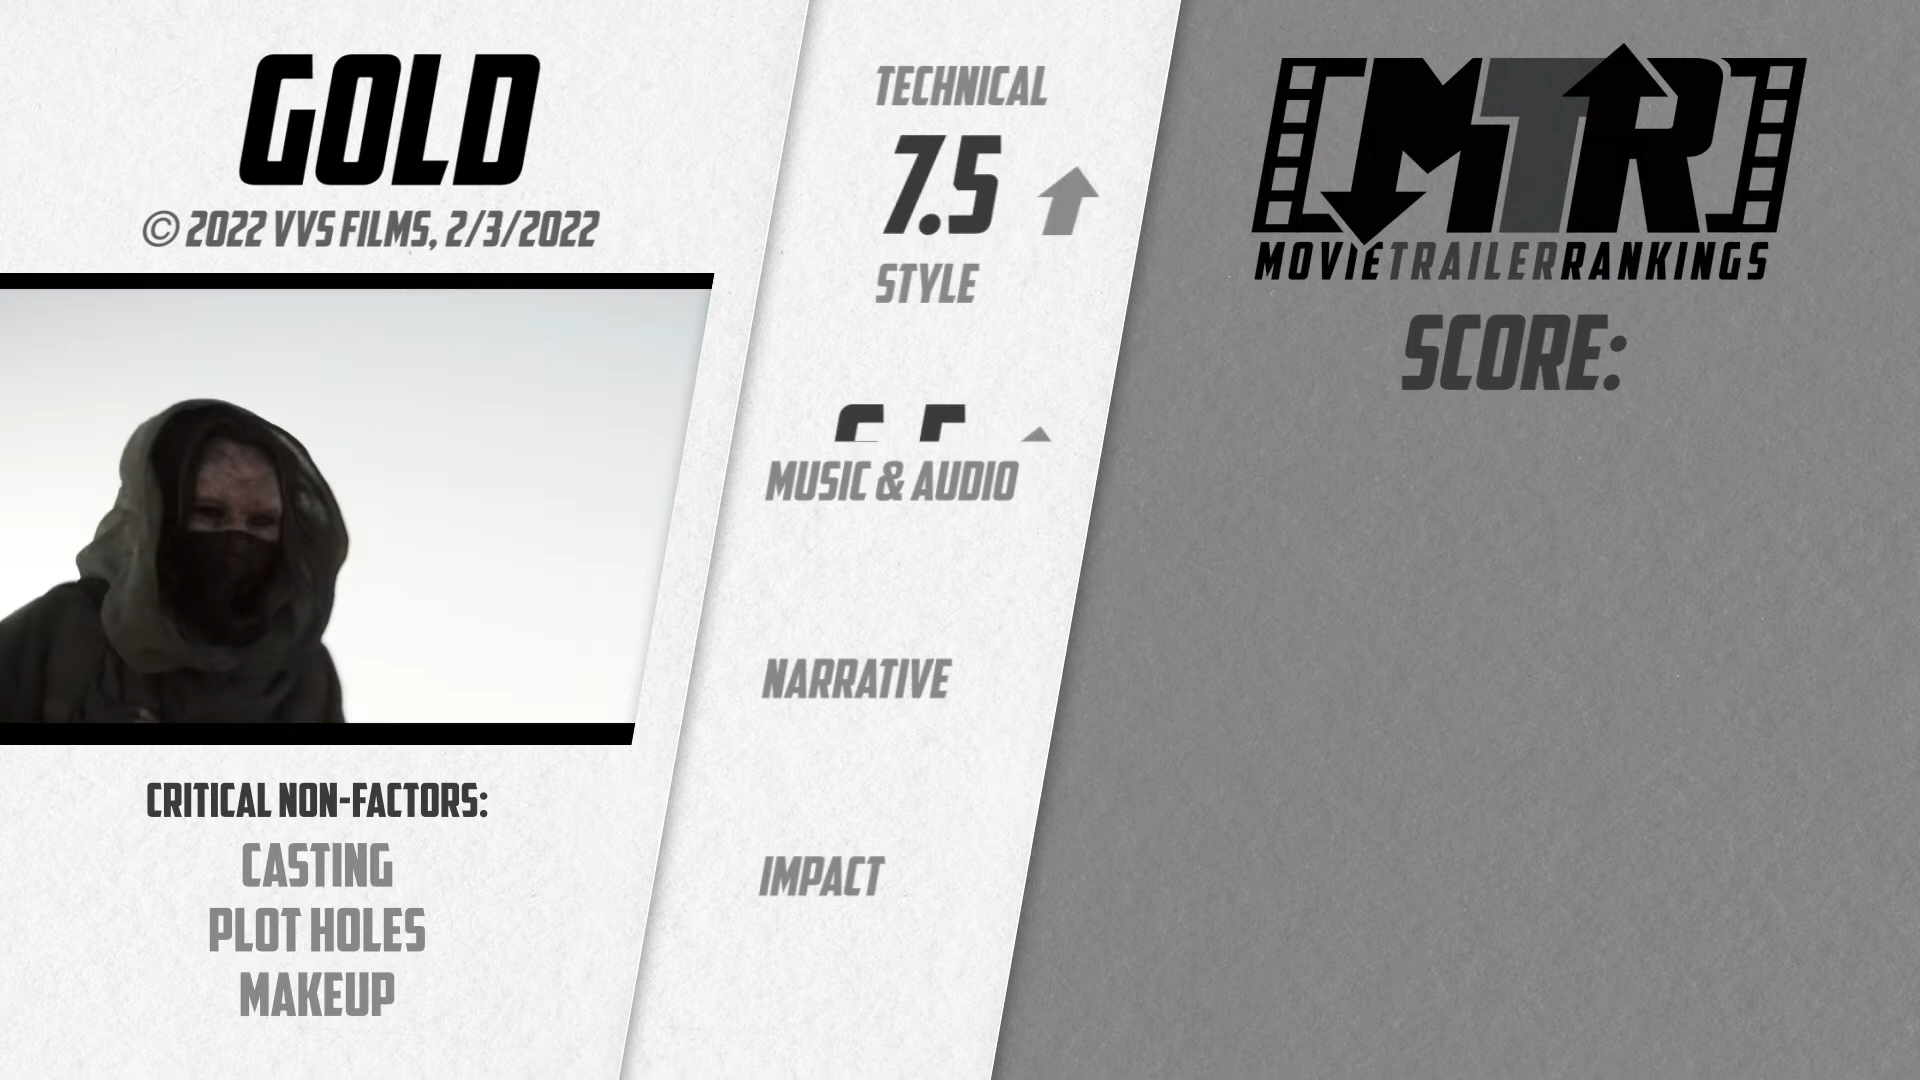 GOLD
© 2022 VVS FILMS, 2/3/2022
CRITICAL NON-FACTORS:
CASTING
PLOT HOLES
MAKEUP
TECHNICAL
7.5
STYLE
MUSIC & AUDIO
NARRATIVE
IMPACT
[MTR]
MOVIETRAILERRANKINGS
SCORE: